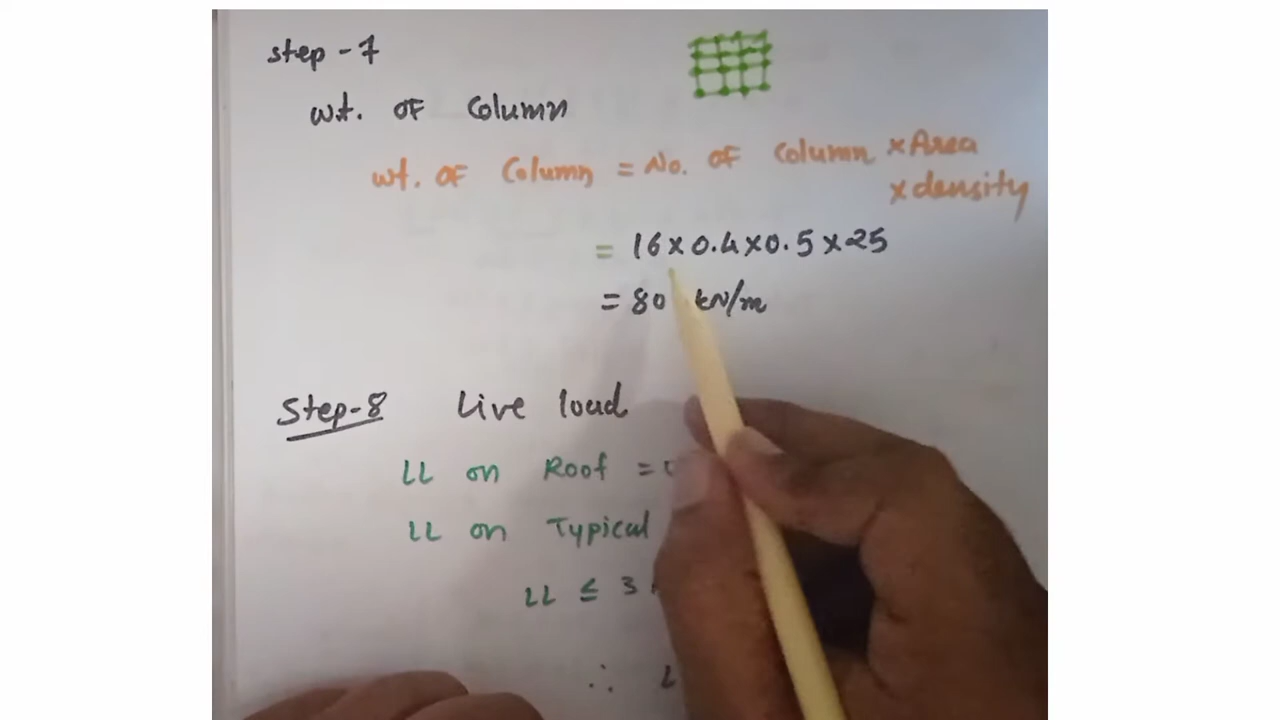 step - 7
wt. OF Column
wt. OF Column = No. OF Column × Area
× density
= 16×0.4×0.5×25
= 80 kN/m
Step-8 Live load
LL on Roof =
LL on Typical
LL ≤ 3
∴ L